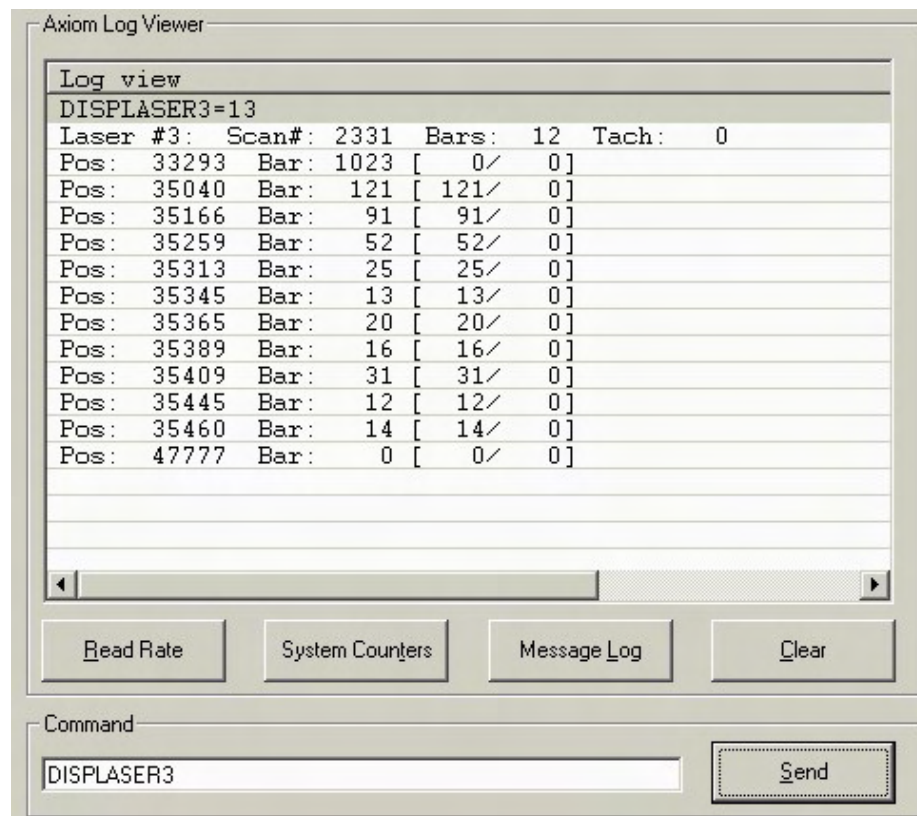 Axiom Log Viewer
Log view
DISPLASER3=13
Laser #3: Scan#: 2331 Bars: 12 Tach: 0
Pos: 33293 Bar: 1023 [ 0/ 0]
Pos: 35040 Bar: 121 [ 121/ 0]
Pos: 35166 Bar: 91 [ 91/ 0]
Pos: 35259 Bar: 52 [ 52/ 0]
Pos: 35313 Bar: 25 [ 25/ 0]
Pos: 35345 Bar: 13 [ 13/ 0]
Pos: 35365 Bar: 20 [ 20/ 0]
Pos: 35389 Bar: 16 [ 16/ 0]
Pos: 35409 Bar: 31 [ 31/ 0]
Pos: 35445 Bar: 12 [ 12/ 0]
Pos: 35460 Bar: 14 [ 14/ 0]
Pos: 47777 Bar: 0 [ 0/ 0]
Read Rate System Counters Message Log Clear
Command
DISPLASER3 Send